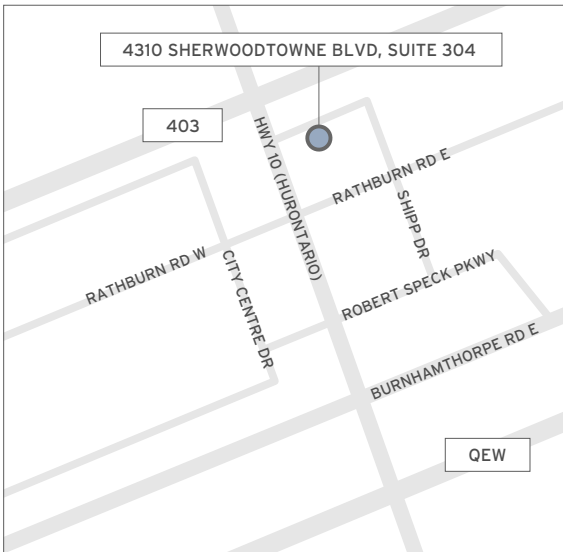 4310 SHERWOODTOWNE BLVD, SUITE 304
403
HWY 10 (HURONTARIO)
RATHBURN RD E
SHIPP DR
RATHBURN RD W
CITY CENTRE DR
ROBERT SPECK PKWY
BURNHAMTHORPE RD E
QEW